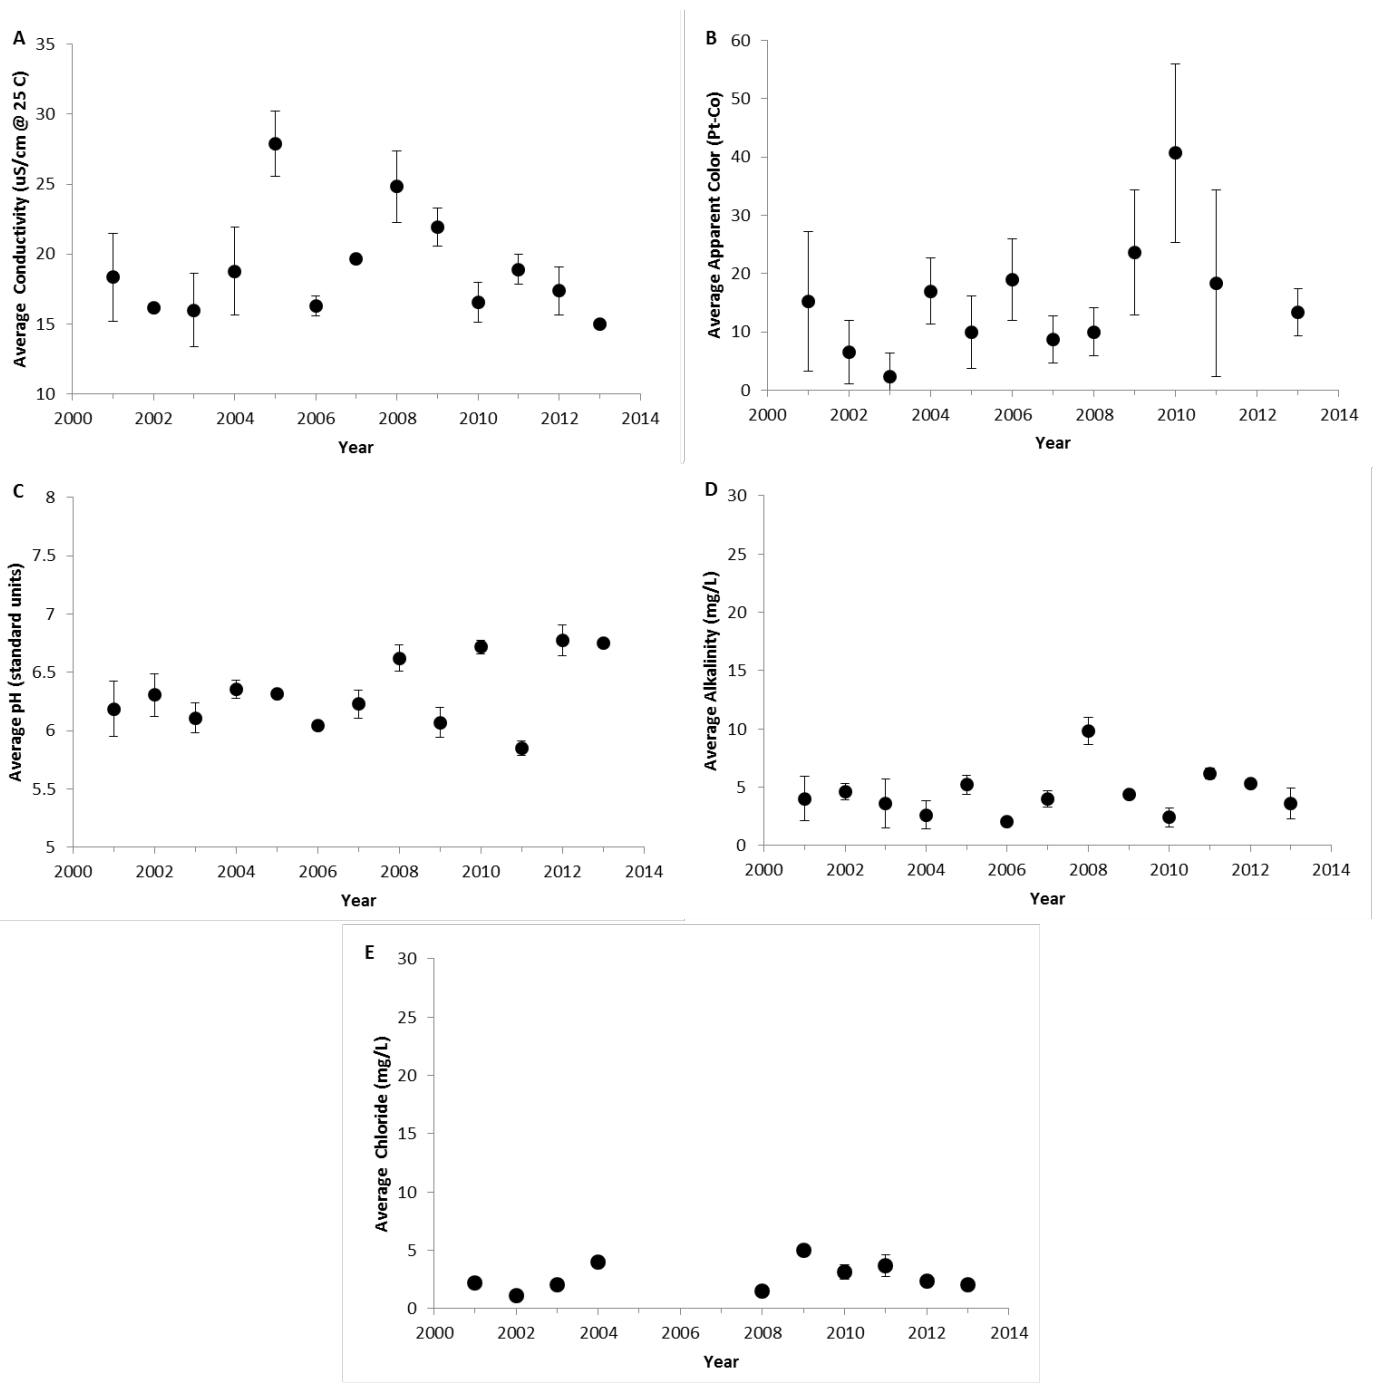 A
35
30
25
20
15
10
Average Conductivity (uS/cm @ 25 C)
2000 2002 2004 2006 2008 2010 2012 2014
Year
B
60
50
40
30
20
10
0
Average Apparent Color (Pt-Co)
2000 2002 2004 2006 2008 2010 2012 2014
Year
C
8
7.5
7
6.5
6
5.5
5
Average pH (standard units)
2000 2002 2004 2006 2008 2010 2012 2014
Year
D
30
25
20
15
10
5
0
Average Alkalinity (mg/L)
2000 2002 2004 2006 2008 2010 2012 2014
Year
E
30
25
20
15
10
5
0
Average Chloride (mg/L)
2000 2002 2004 2006 2008 2010 2012 2014
Year